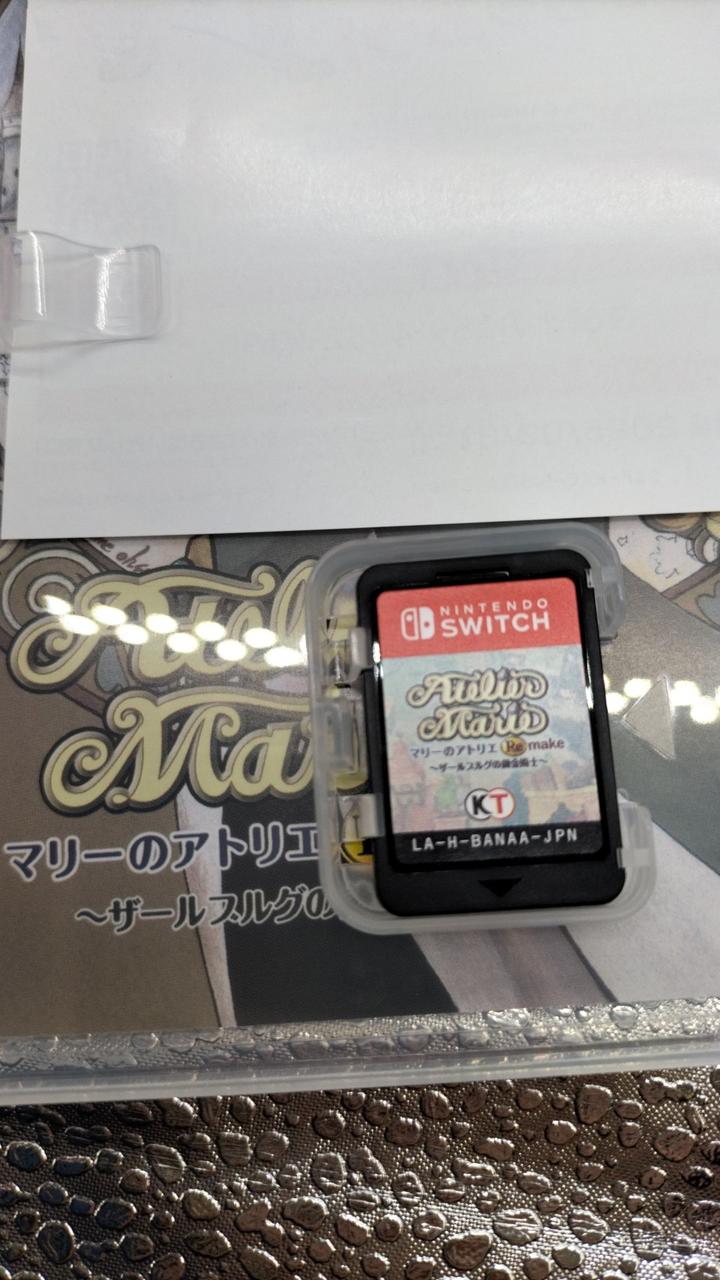 Atelier
Mar
マリーのアトリエ
～ザールブルグの
NINTENDO
SWITCH
Atelier
Marie
マリーのアトリエ Remake
～ザールブルグの錬金術士～
KT
LA-H-BANAA-JPN